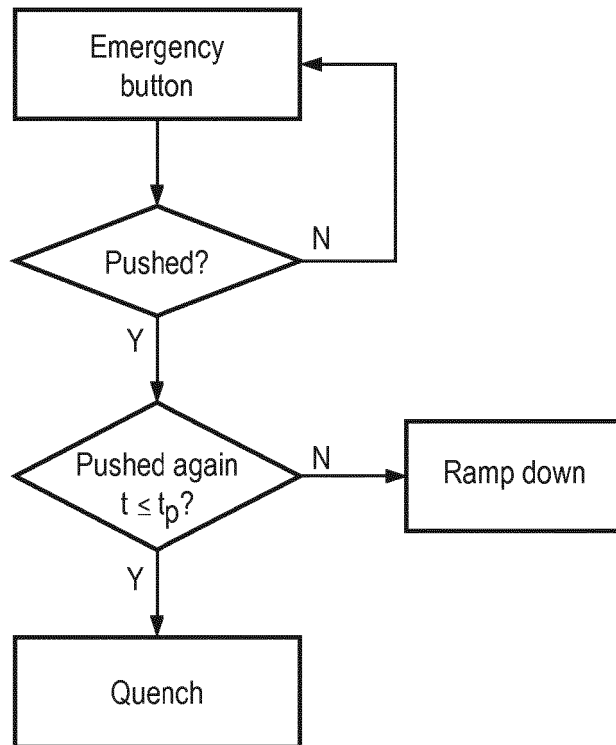 Emergency
button
N
Pushed?
Y
Pushed again
t ≤ tp?
N
Ramp down
Y
Quench